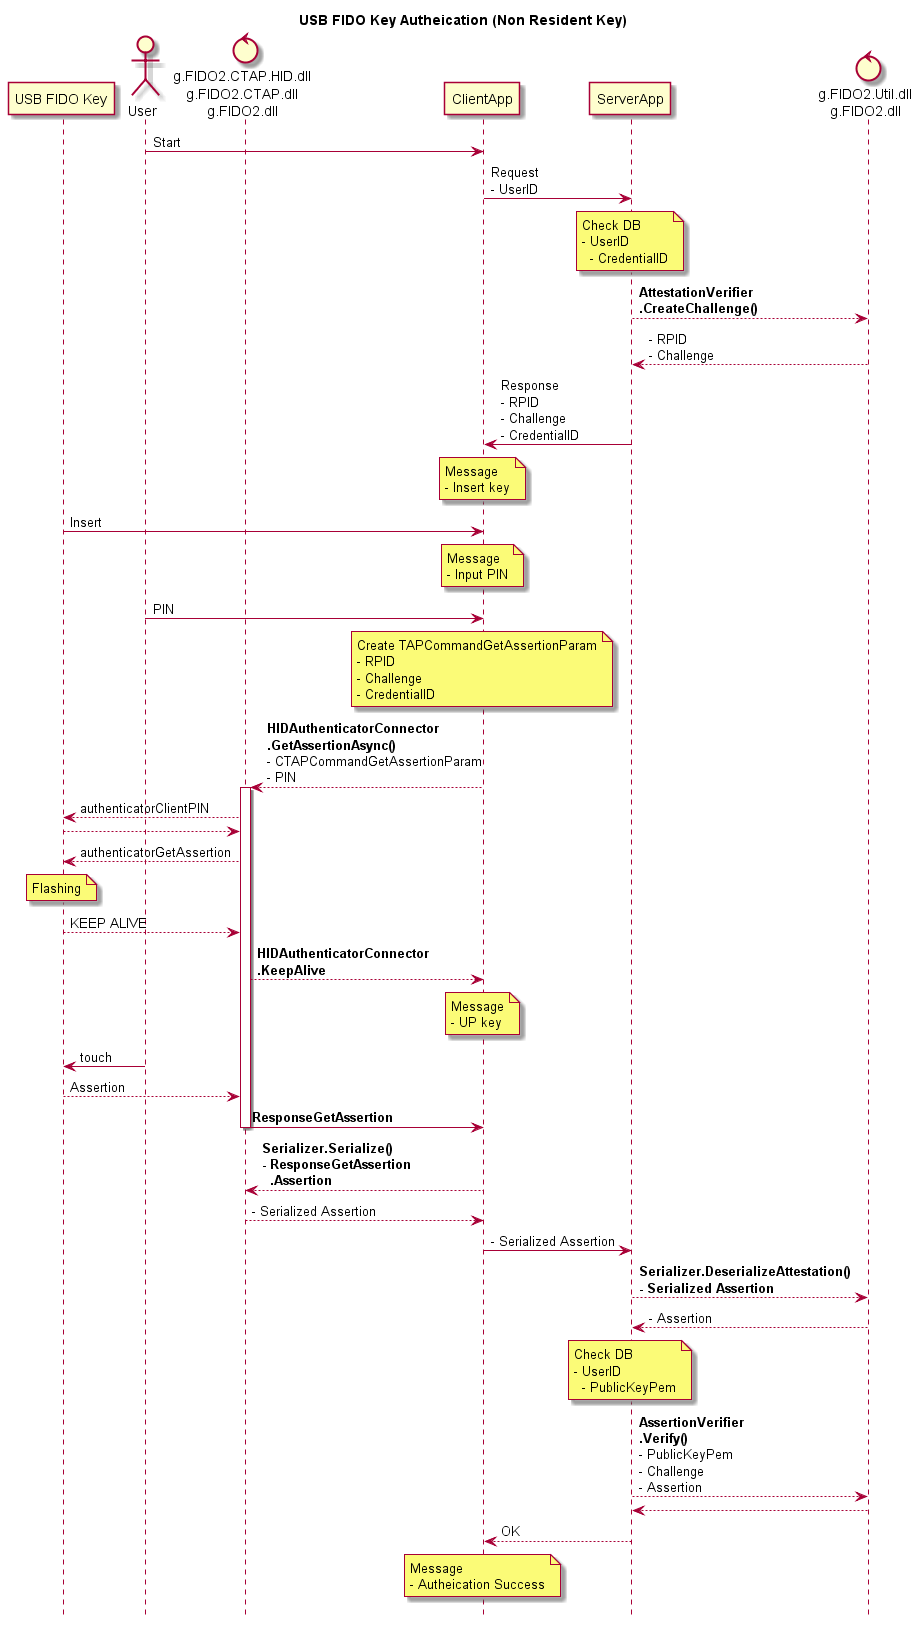 USB FIDO Key Autheication (Non Resident Key)
USB FIDO Key
User
g.FIDO2.CTAP.HID.dll
g.FIDO2.CTAP.dll
g.FIDO2.dll
ClientApp
ServerApp
g.FIDO2.Util.dll
g.FIDO2.dll
Start
Request
- UserID
Check DB
- UserID
- CredentialID
AttestationVerifier
.CreateChallenge()
- RPID
- Challenge
Response
- RPID
- Challenge
- CredentialID
Message
- Insert key
Insert
Message
- Input PIN
PIN
Create TAPCommandGetAssertionParam
- RPID
- Challenge
- CredentialID
HIDAuthenticatorConnector
.GetAssertionAsync()
- CTAPCommandGetAssertionParam
- PIN
authenticatorClientPIN
authenticatorGetAssertion
Flashing
KEEP ALIVE
HIDAuthenticatorConnector
.KeepAlive
Message
- UP key
touch
Assertion
ResponseGetAssertion
Serializer.Serialize()
- ResponseGetAssertion
.Assertion
- Serialized Assertion
- Serialized Assertion
Serializer.DeserializeAttestation()
- Serialized Assertion
- Assertion
Check DB
- UserID
- PublicKeyPem
AssertionVerifier
.Verify()
- PublicKeyPem
- Challenge
- Assertion
OK
Message
- Autheication Success